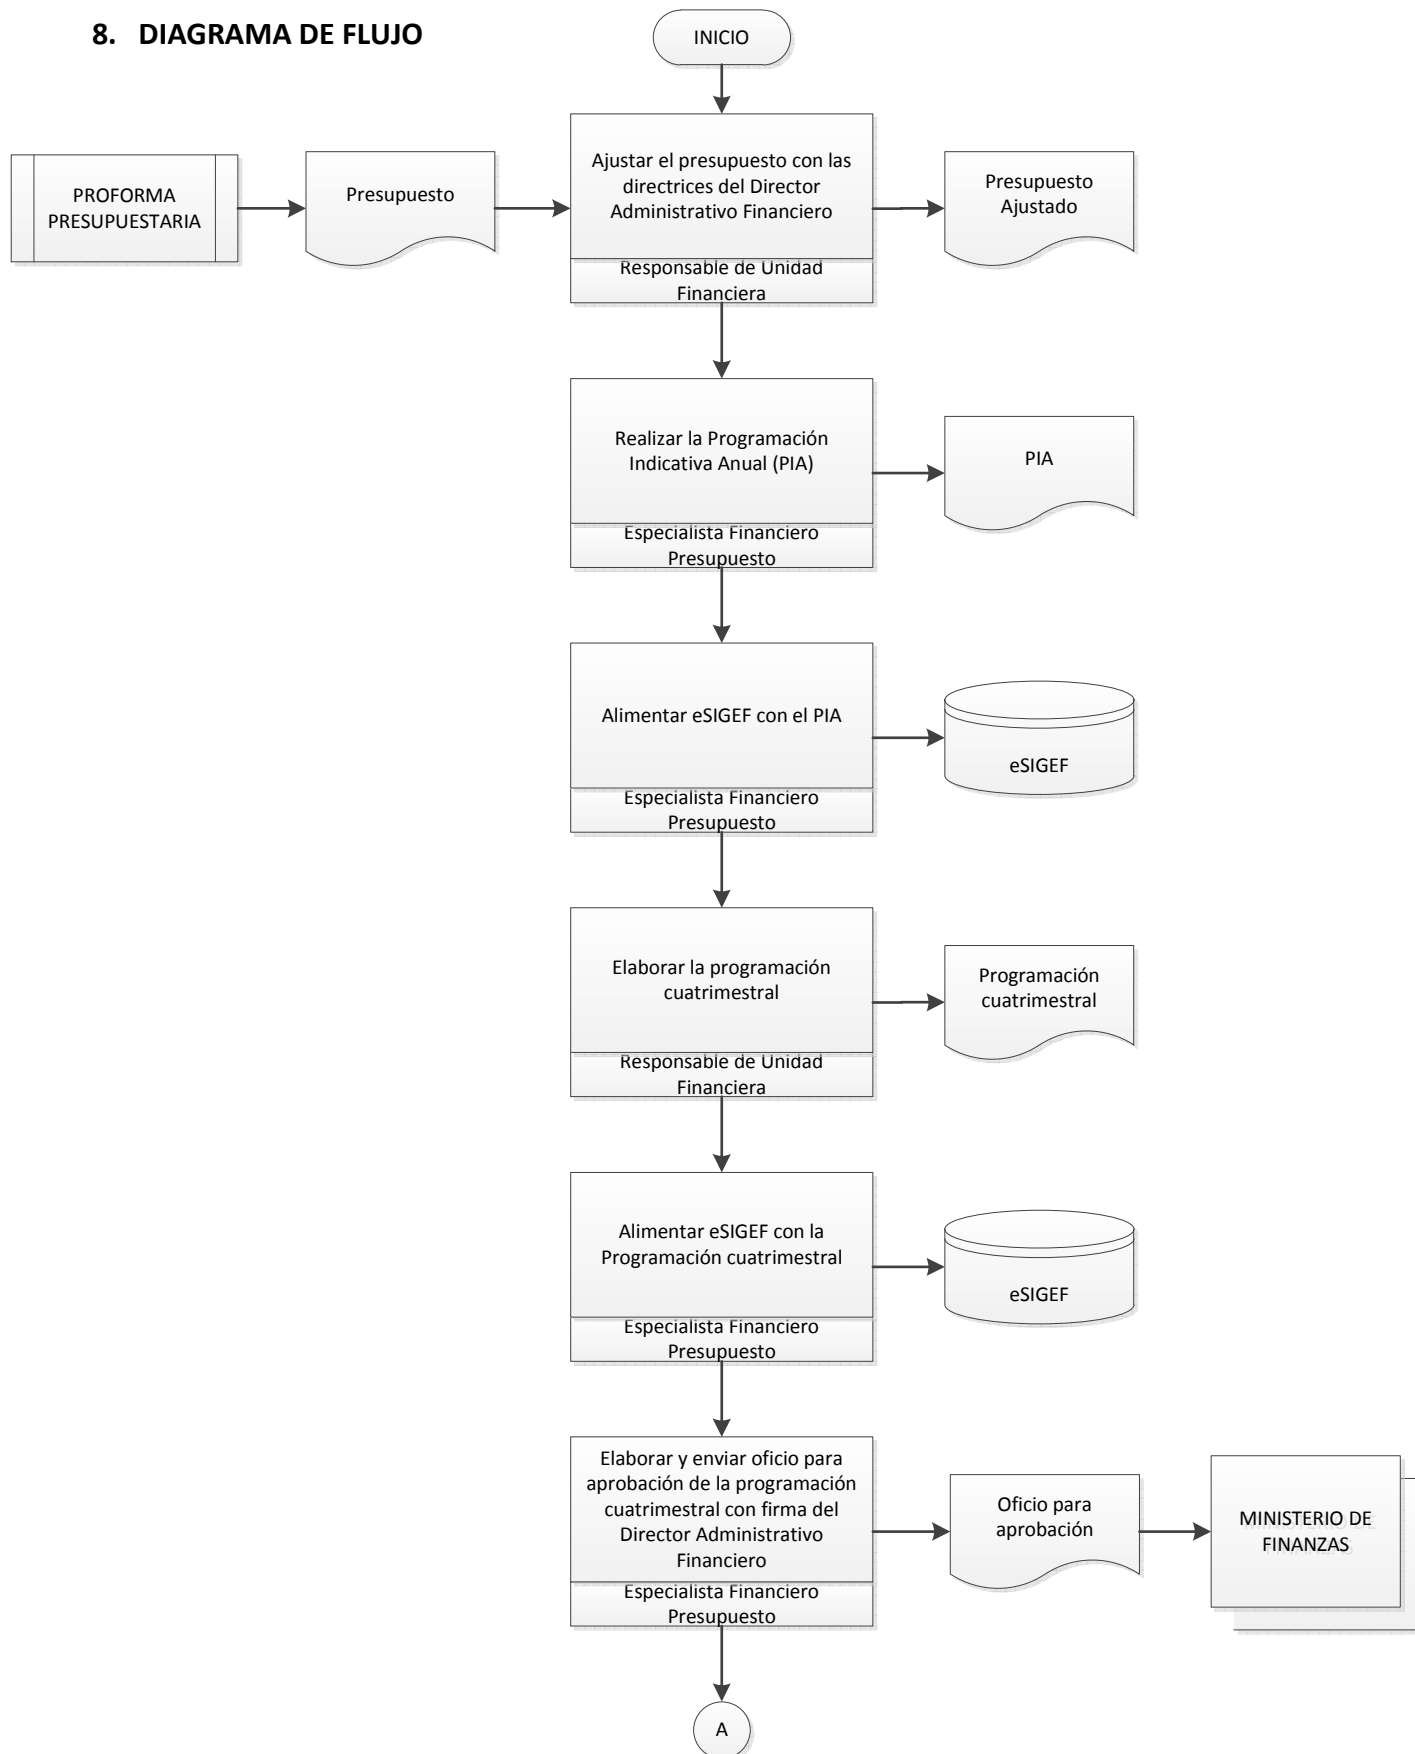 8. DIAGRAMA DE FLUJO
INICIO
PROFORMA
PRESUPUESTARIA
Presupuesto
Ajustar el presupuesto con las
directrices del Director
Administrativo Financiero
Responsable de Unidad
Financiera
Presupuesto
Ajustado
Realizar la Programación
Indicativa Anual (PIA)
Especialista Financiero
Presupuesto
PIA
Alimentar eSIGEF con el PIA
Especialista Financiero
Presupuesto
eSIGEF
Elaborar la programación
cuatrimestral
Responsable de Unidad
Financiera
Programación
cuatrimestral
Alimentar eSIGEF con la
Programación cuatrimestral
Especialista Financiero
Presupuesto
eSIGEF
Elaborar y enviar oficio para
aprobación de la programación
cuatrimestral con firma del
Director Administrativo
Financiero
Especialista Financiero
Presupuesto
Oficio para
aprobación
MINISTERIO DE
FINANZAS
A